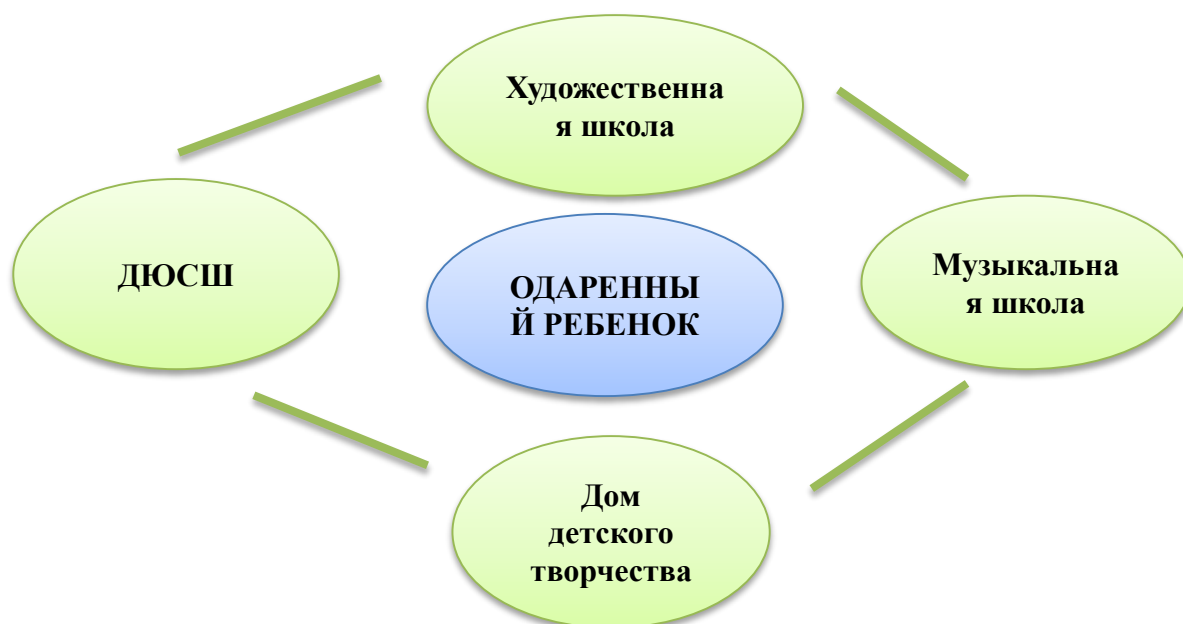 Художественна
я школа
ДЮСШ
ОДАРЕННЫ
Й РЕБЕНОК
Музыкальна
я школа
Дом
детского
творчества